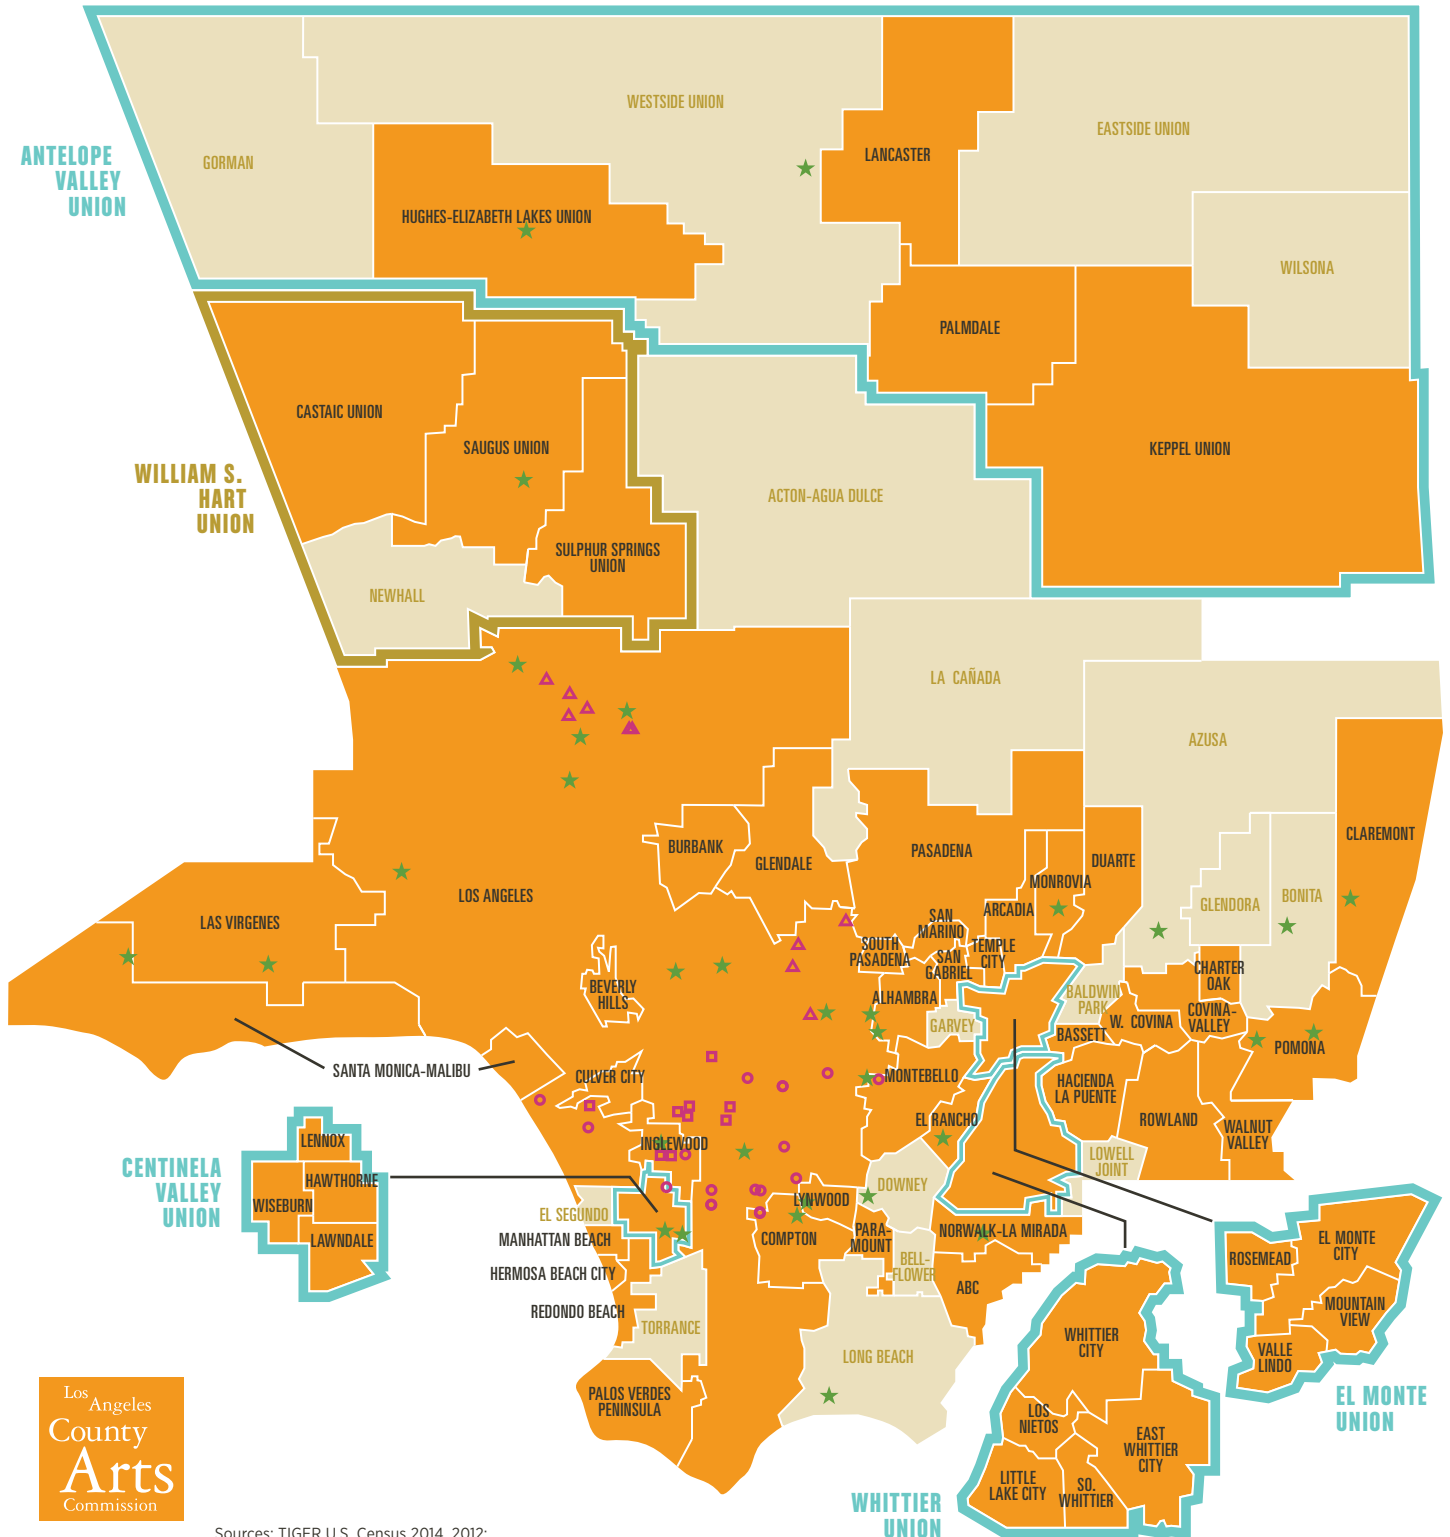 WESTSIDE UNION
EASTSIDE UNION
ANTELOPE
VALLEY
UNION
GORMAN
LANCASTER
HUGHES-ELIZABETH LAKES UNION
WILSONA
PALMDALE
CASTAIC UNION
SAUGUS UNION
KEPPEL UNION
WILLIAM S.
HART
UNION
ACTON-AGUA DULCE
SULPHUR SPRINGS
UNION
NEWHALL
LA CAÑADA
AZUSA
BURBANK
GLENDALE
PASADENA
DUARTE
CLAREMONT
LOS ANGELES
MONROVIA
GLENDORA
BONITA
LAS VIRGENES
ARCADIA
SAN
MARINO
SOUTH
PASADENA
TEMPLE
CITY
SAN
GABRIEL
CHARTER
OAK
BEVERLY
HILLS
ALHAMBRA
BALDWIN
PARK
GARVEY
W. COVINA
COVINA-
VALLEY
BASSETT
POMONA
SANTA MONICA-MALIBU
CULVER CITY
MONTEBELLO
HACIENDA
LA PUENTE
EL RANCHO
ROWLAND
WALNUT
VALLEY
LENNOX
INGLEWOOD
LOWELL
JOINT
CENTINELA
VALLEY
UNION
HAWTHORNE
WISEBURN
LAWNDALE
DOWNEY
LYNWOOD
EL SEGUNDO
MANHATTAN BEACH
COMPTON
PARA-
MOUNT
NORWALK-LA MIRADA
BELL-
FLOWER
HERMOSA BEACH CITY
ABC
REDONDO BEACH
TORRANCE
LONG BEACH
PALOS VERDES
PENINSULA
ROSEMEAD
EL MONTE
CITY
MOUNTAIN
VIEW
VALLE
LINDO
EL MONTE
UNION
WHITTIER
CITY
LOS
NIETOS
EAST
WHITTIER
CITY
LITTLE
LAKE CITY
SO.
WHITTIER
WHITTIER
UNION
Los
Angeles
County
Arts
Commission
Sources: TIGER U.S. Census 2014, 2012;